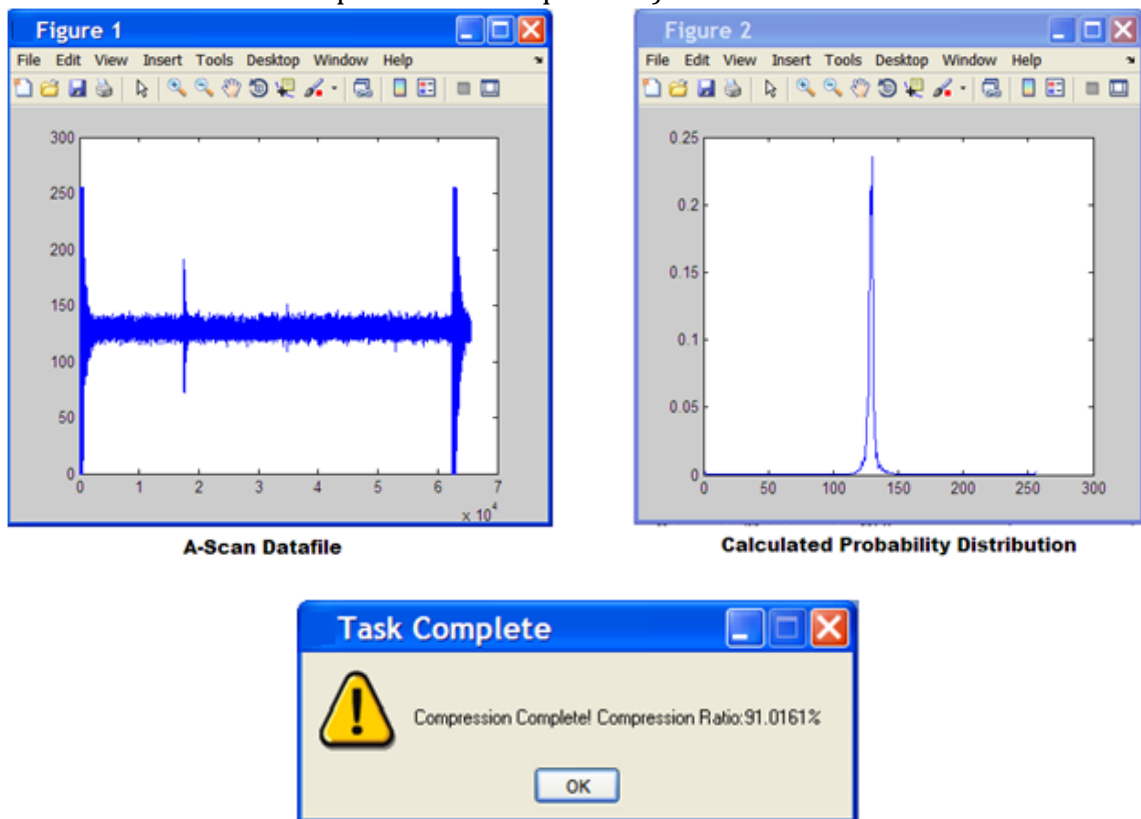 Figure 1
File Edit View Insert Tools Desktop Window Help
300
250
200
150
100
50
0
0 1 2 3 4 5 6 7
x 10^4
A-Scan Datafile
Figure 2
File Edit View Insert Tools Desktop Window Help
0.25
0.2
0.15
0.1
0.05
0
0 50 100 150 200 250 300
Calculated Probability Distribution
Task Complete
Compression Complete! Compression Ratio:91.0161%
OK